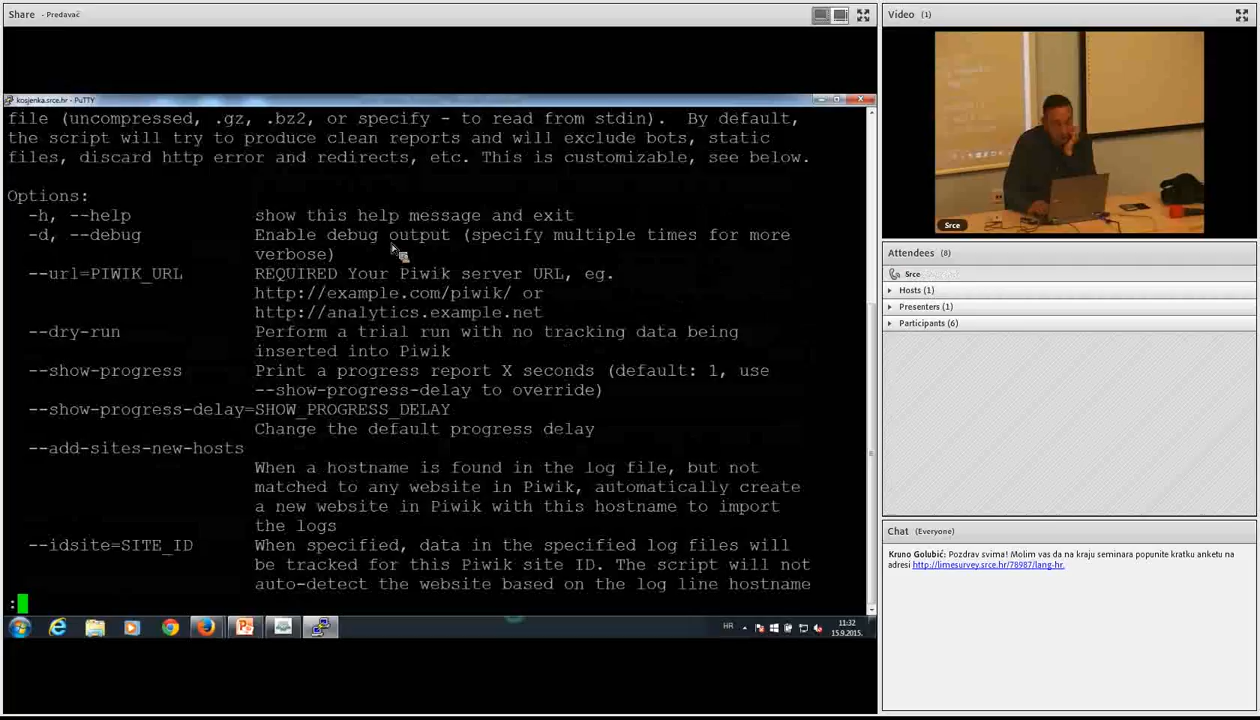 Share - Predavač
kosjenka.srce.hr - PuTTY
file (uncompressed, .gz, .bz2, or specify - to read from stdin).  By default,
the script will try to produce clean reports and will exclude bots, static
files, discard http error and redirects, etc. This is customizable, see below.
Options:
-h, --help            show this help message and exit
-d, --debug           Enable debug output (specify multiple times for more
verbose)
--url=PIWIK_URL       REQUIRED Your Piwik server URL, eg.
http://example.com/piwik/ or
http://analytics.example.net
--dry-run             Perform a trial run with no tracking data being
inserted into Piwik
--show-progress       Print a progress report X seconds (default: 1, use
--show-progress-delay to override)
--show-progress-delay=SHOW_PROGRESS_DELAY
Change the default progress delay
--add-sites-new-hosts
When a hostname is found in the log file, but not
matched to any website in Piwik, automatically create
a new website in Piwik with this hostname to import
the logs
--idsite=SITE_ID      When specified, data in the specified log files will
be tracked for this Piwik site ID. The script will not
auto-detect the website based on the log line hostname
:
HR
11:32
15.9.2015.
Video (1)
Srce
Attendees (8)
Srce
Hosts (1)
Presenters (1)
Participants (6)
Chat (Everyone)
Kruno Golubić: Pozdrav svima! Molim vas da na kraju seminara popunite kratku anketu na
adresi http://limesurvey.srce.hr/78987/lang-hr.